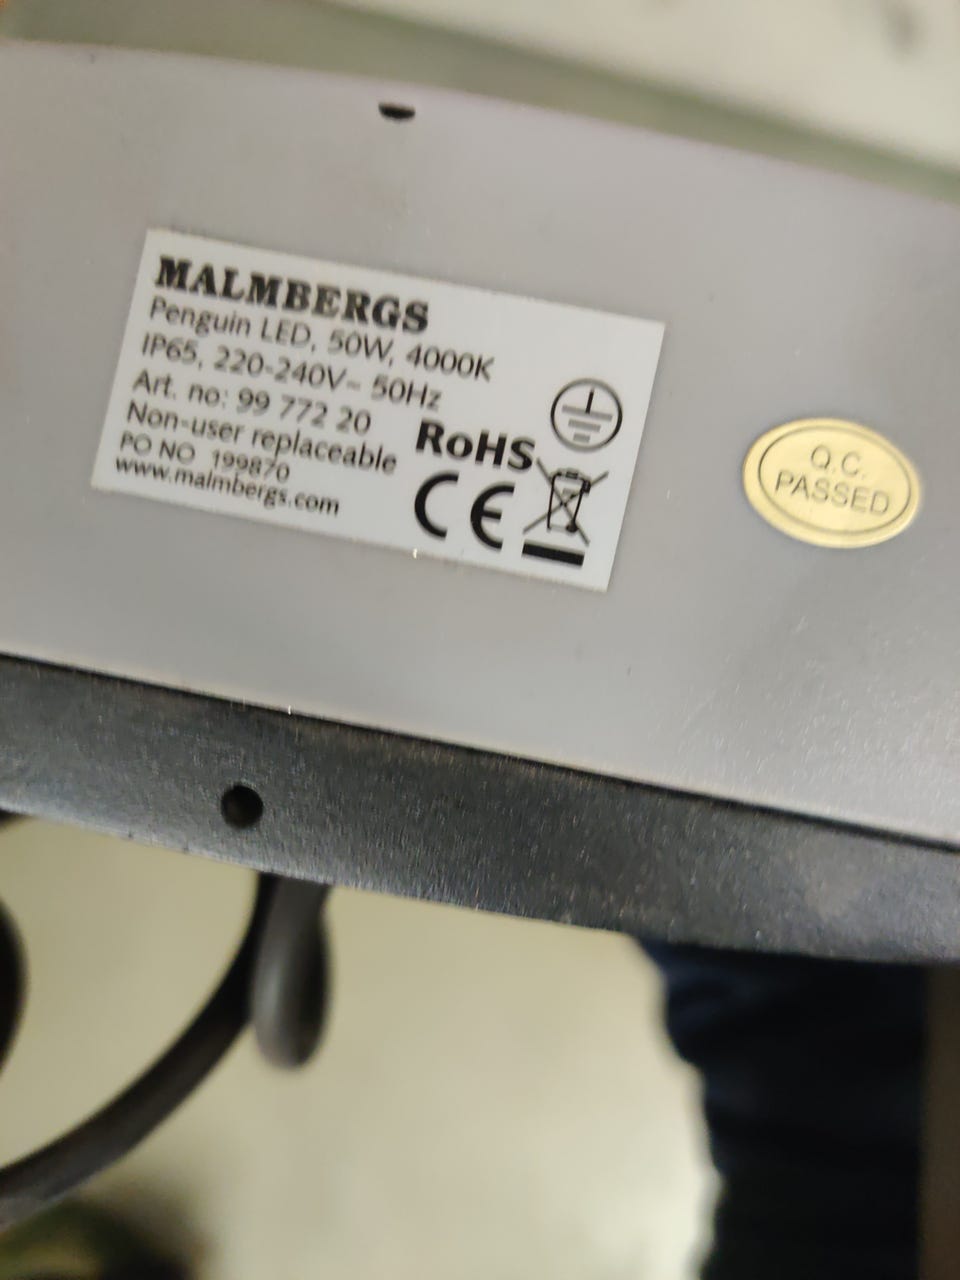 MALMBERGS
Penguin LED, 50W, 4000K
IP65, 220-240V~ 50Hz
Art. no: 99 772 20
Non-user replaceable
PO NO 199870
www.malmbergs.com
RoHS
CE
Q.C.
PASSED